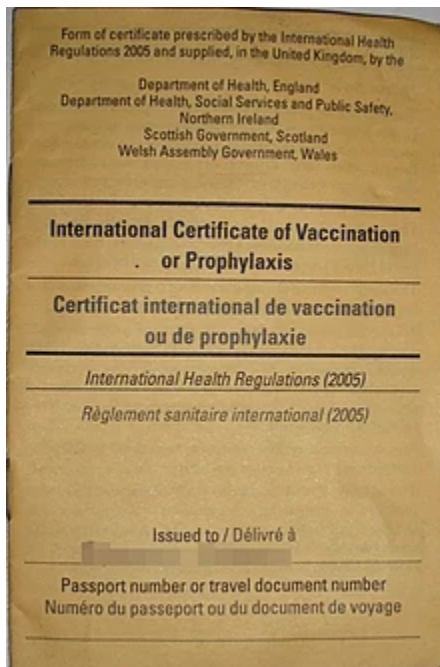 Form of certificate prescribed by the International Health
Regulations 2005 and supplied, in the United Kingdom, by the
Department of Health, England
Department of Health, Social Services and Public Safety,
Northern Ireland
Scottish Government, Scotland
Welsh Assembly Government, Wales
International Certificate of Vaccination
or Prophylaxis
Certificat international de vaccination
ou de prophylaxie
International Health Regulations (2005)
Règlement sanitaire international (2005)
Issued to / Délivré à
Passport number or travel document number
Numéro du passeport ou du document de voyage